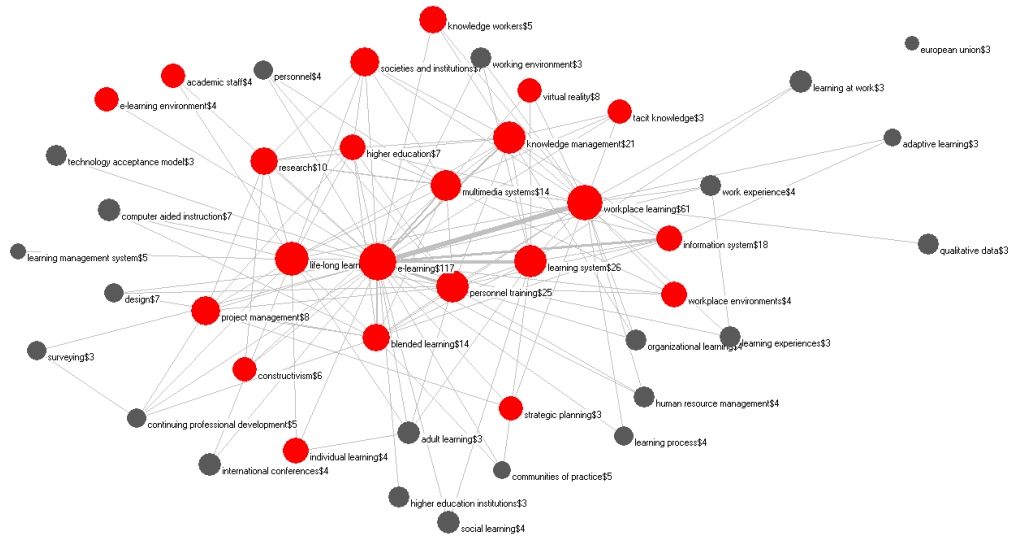 knowledge workers$5
european union$3
societies and institutions$7
working environment$3
personnel$4
academic staff$4
learning at work$3
virtual reality$8
e-learning environment$4
tacit knowledge$3
knowledge management$21
adaptive learning$3
higher education$7
technology acceptance model$3
research$10
multimedia systems$14
work experience$4
workplace learning$61
computer aided instruction$7
information system$18
qualitative data$3
learning management system$5
life-long learn
e-learning$117
learning system$26
personnel training$25
design$7
workplace environments$4
project management$8
blended learning$14
organizational learning$4
learning experiences$3
surveying$3
constructivism$6
human resource management$4
strategic planning$3
continuing professional development$5
adult learning$3
learning process$4
individual learning$4
international conferences$4
communities of practice$5
higher education institutions$3
social learning$4